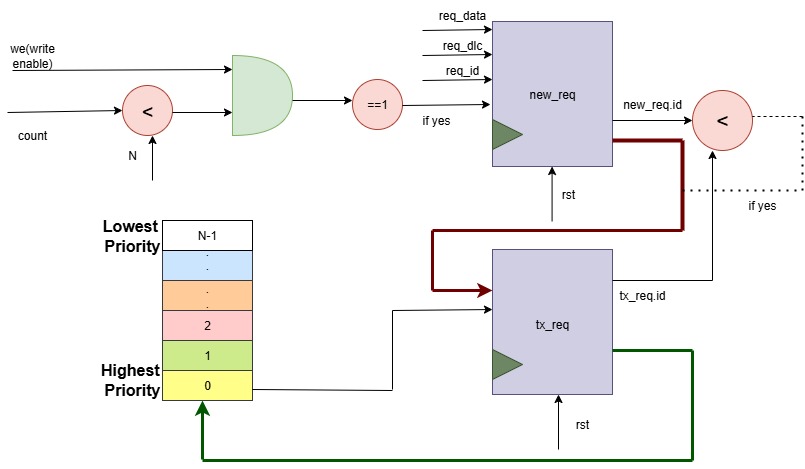 we(write
enable)
count
<
N
==1
if yes
req_data
req_dlc
req_id
new_req
rst
new_req.id
<
if yes
Lowest
Priority
N-1
:
:
2
1
Highest
Priority
0
tx_req
tx_req.id
rst